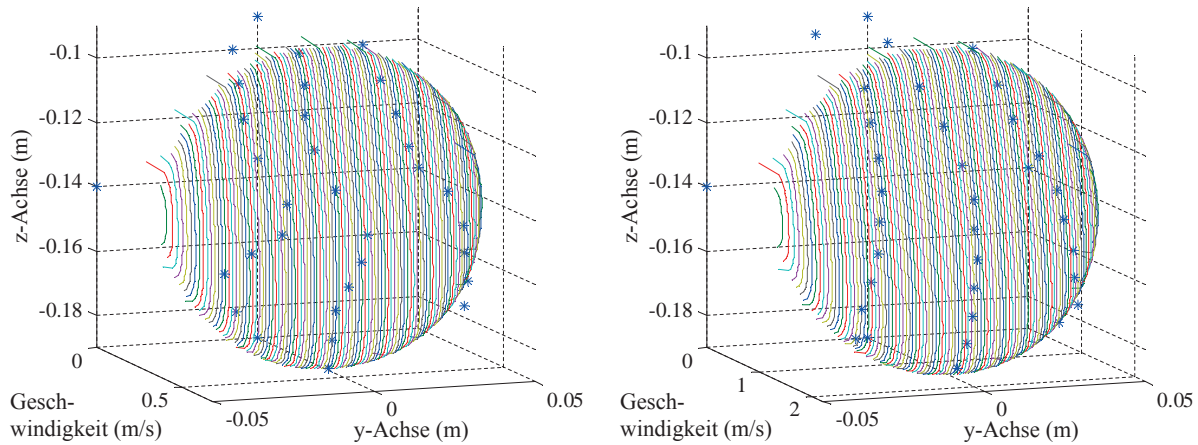 -0.1
-0.12
-0.14
-0.16
-0.18
z-Achse (m)
0
0.5
-0.05
0
0.05
Gesch-
windigkeit (m/s)
y-Achse (m)
-0.1
-0.12
-0.14
-0.16
-0.18
z-Achse (m)
0
1
2
-0.05
0
0.05
Gesch-
windigkeit (m/s)
y-Achse (m)